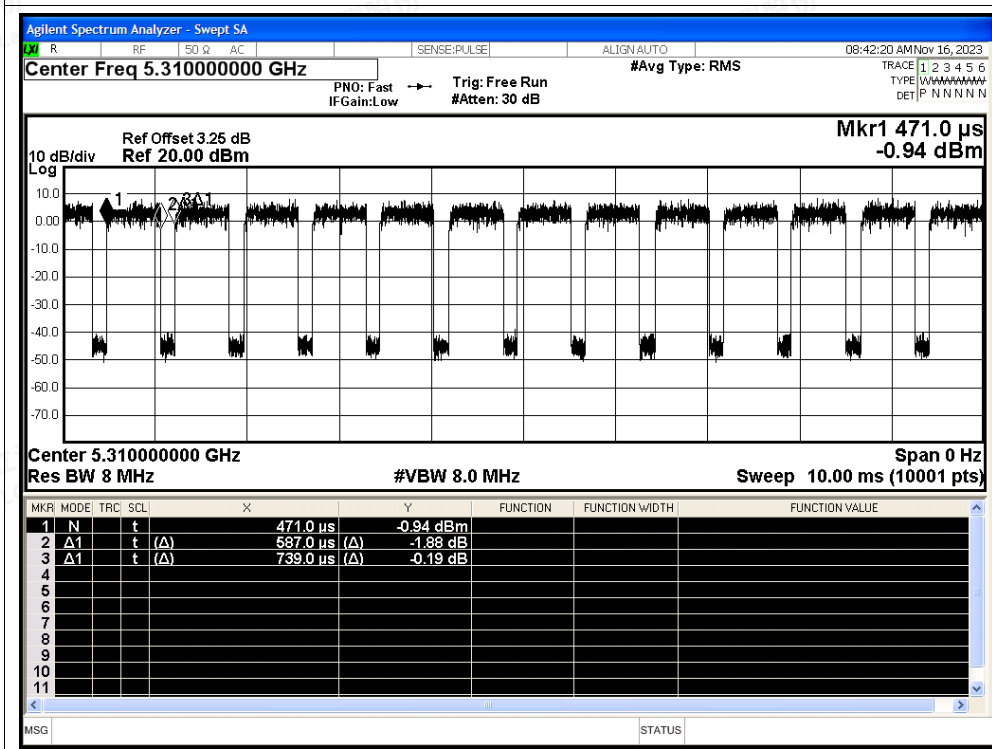 Agilent Spectrum Analyzer - Swept SA
LXI R RF 50 Ω AC SENSE:PULSE ALIGN AUTO 08:42:20 AM Nov 16, 2023
Center Freq 5.310000000 GHz #Avg Type: RMS TRACE 1 2 3 4 5 6
PNO: Fast Trig: Free Run TYPE WWWWWW
IFGain:Low #Atten: 30 dB DET P N N N N N
Mkr1 471.0 µs
Ref Offset 3.25 dB
10 dB/div Ref 20.00 dBm -0.94 dBm
Log
10.0
1 2 3Δ1
0.00
-10.0
-20.0
-30.0
-40.0
-50.0
-60.0
-70.0
Center 5.310000000 GHz Span 0 Hz
Res BW 8 MHz #VBW 8.0 MHz Sweep 10.00 ms (10001 pts)
MKR MODE TRC SCL X Y FUNCTION FUNCTION WIDTH FUNCTION VALUE
1 N t 471.0 µs -0.94 dBm
2 Δ1 t (Δ) 587.0 µs (Δ) -1.88 dB
3 Δ1 t (Δ) 739.0 µs (Δ) -0.19 dB
4
5
6
7
8
9
10
11
MSG STATUS